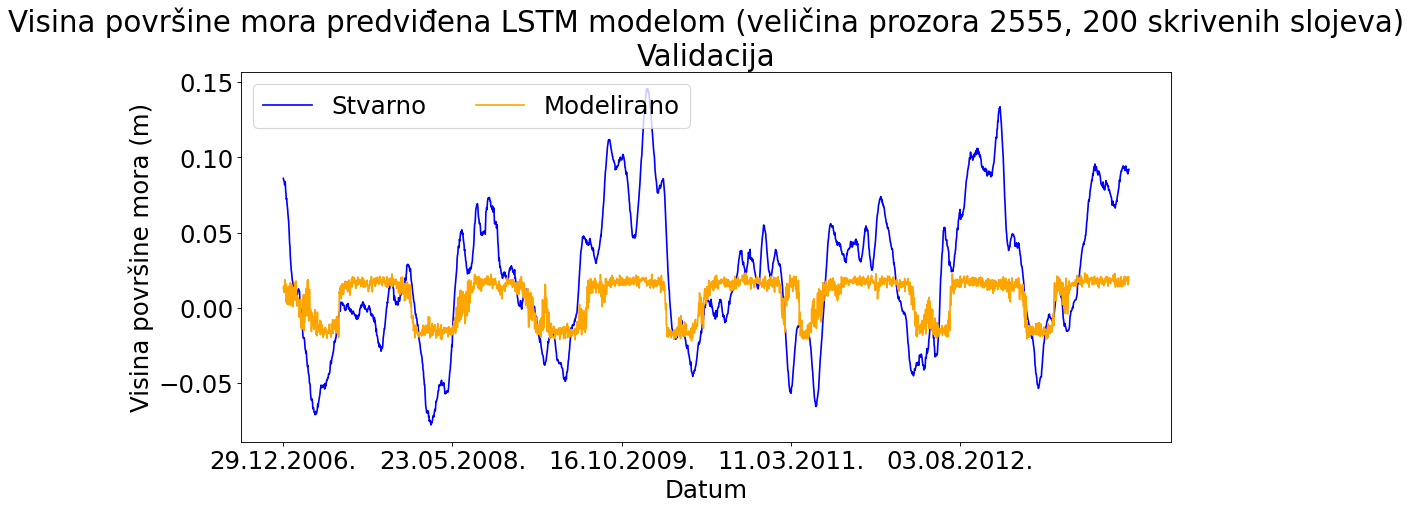 Visina površine mora predviđena LSTM modelom (veličina prozora 2555, 200 skrivenih slojeva)
Validacija
Stvarno Modelirano
Visina površine mora (m)
0.15
0.10
0.05
0.00
−0.05
29.12.2006. 23.05.2008. 16.10.2009. 11.03.2011. 03.08.2012.
Datum